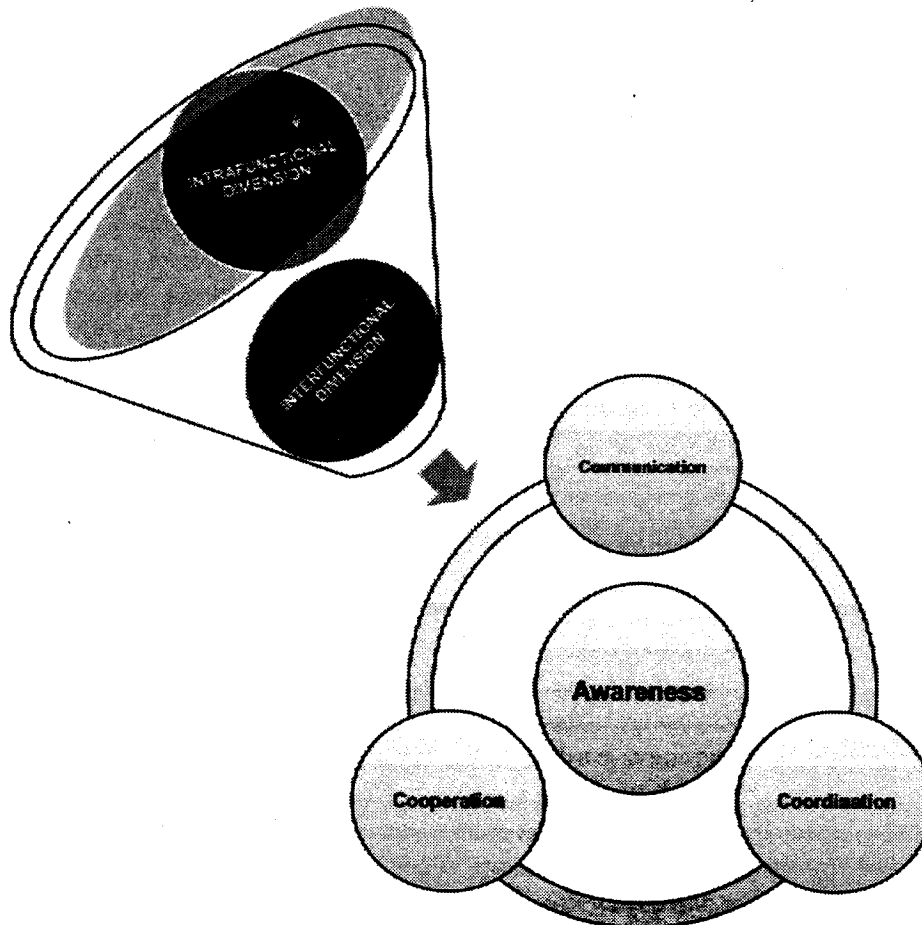 INTRAFUNCTIONAL
DIMENSION
INTERFUNCTIONAL
DIMENSION
Communication
Awareness
Cooperation
Coordination